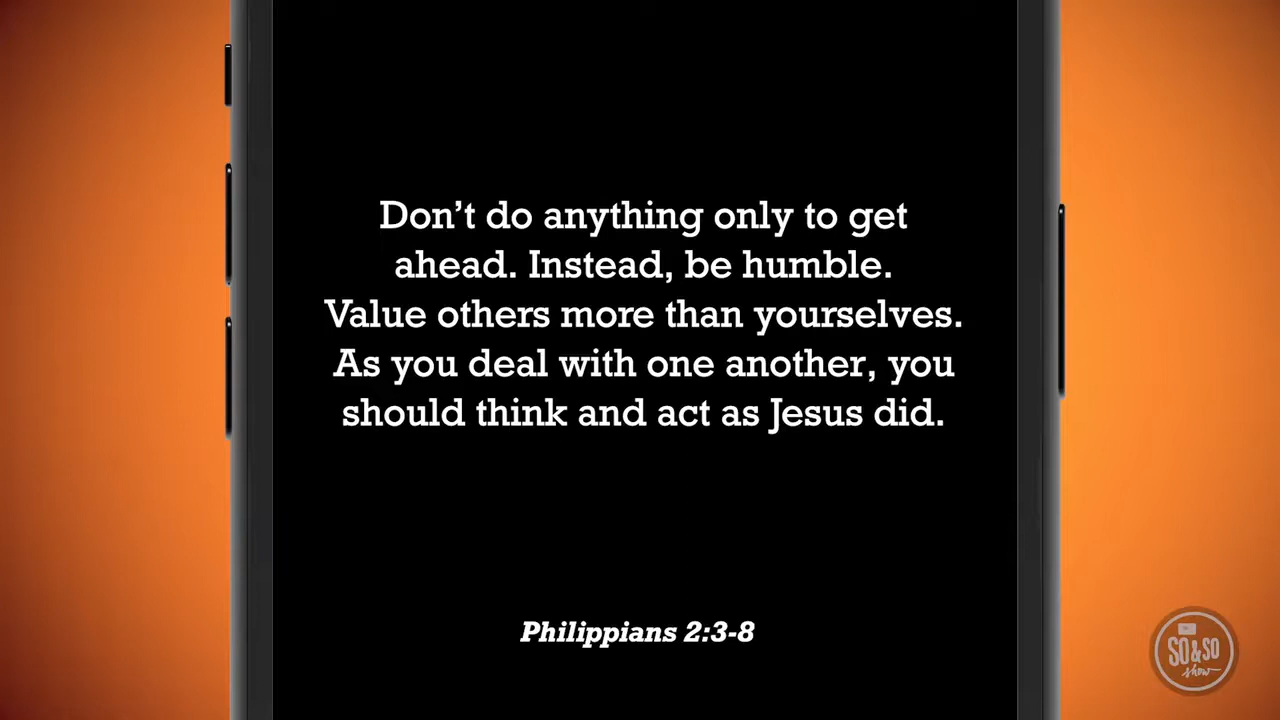 Don’t do anything only to get
ahead. Instead, be humble.
Value others more than yourselves.
As you deal with one another, you
should think and act as Jesus did.
Philippians 2:3-8
SO&SO
show